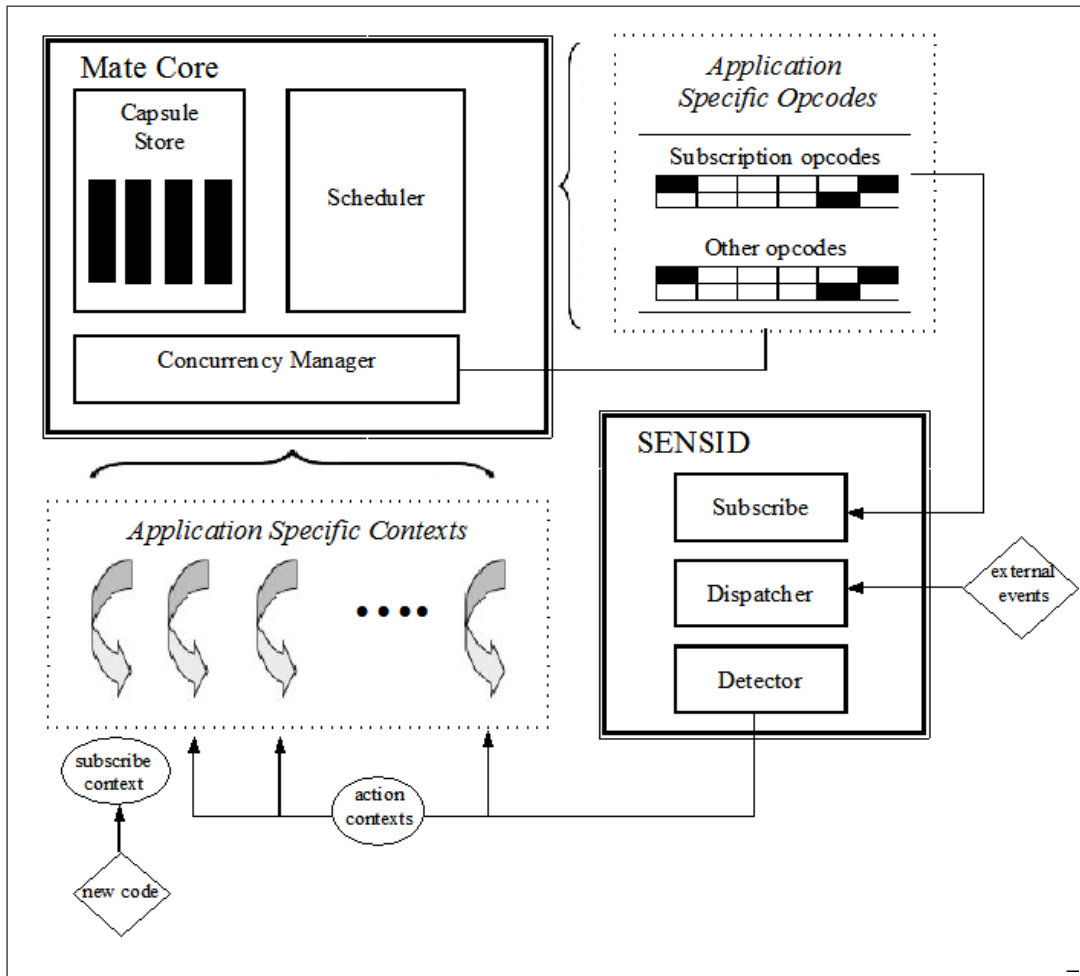 Mate Core
Capsule
Store
Scheduler
Concurrency Manager
Application
Specific Opcodes
Subscription opcodes
Other opcodes
SENSID
Subscribe
Dispatcher
Detector
external
events
Application Specific Contexts
subscribe
context
action
contexts
new code